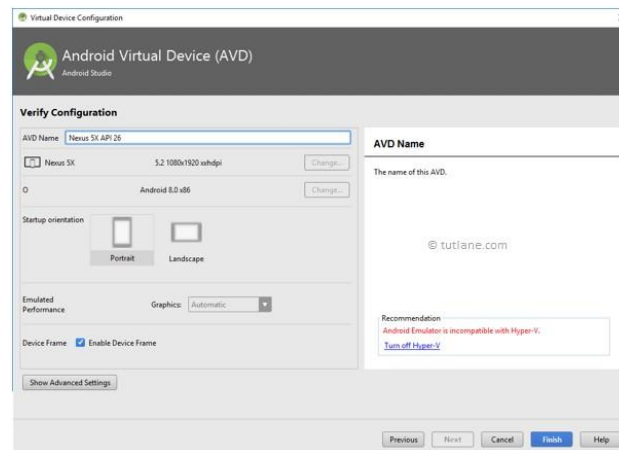 Virtual Device Configuration
Android Virtual Device (AVD)
Android Studio
Verify Configuration
AVD Name Nexus 5X API 26
Nexus 5X 5.2 1080x1920 xxhdpi Change...
O Android 8.0 x86 Change...
Startup orientation
Portrait Landscape
Emulated Performance Graphics: Automatic
Device Frame Enable Device Frame
Show Advanced Settings
AVD Name
The name of this AVD.
© tutlane.com
Recommendation
Android Emulator is incompatible with Hyper-V.
Turn off Hyper-V
Previous Next Cancel Finish Help